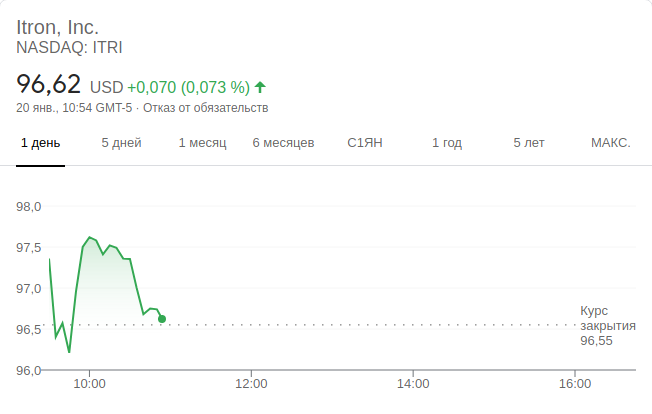 Itron, Inc.
NASDAQ: ITRI
96,62 USD +0,070 (0,073 %)
20 янв., 10:54 GMT-5 · Отказ от обязательств
1 день 5 дней 1 месяц 6 месяцев С1ЯН 1 год 5 лет МАКС.
98,0
97,5
97,0
96,5
96,0
Курс
закрытия
96,55
10:00 12:00 14:00 16:00